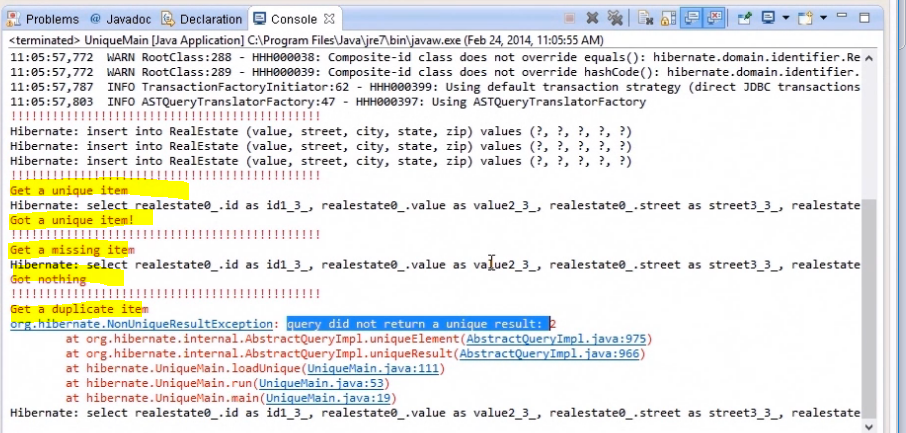 Problems @ Javadoc Declaration Console
<terminated> UniqueMain [Java Application] C:\Program Files\Java\jre7\bin\javaw.exe (Feb 24, 2014, 11:05:55 AM)
11:05:57,772  WARN RootClass:288 - HHH000038: Composite-id class does not override equals(): hibernate.domain.identifier.Re
11:05:57,772  WARN RootClass:289 - HHH000039: Composite-id class does not override hashCode(): hibernate.domain.identifier.
11:05:57,787  INFO TransactionFactoryInitiator:62 - HHH000399: Using default transaction strategy (direct JDBC transactions
11:05:57,803  INFO ASTQueryTranslatorFactory:47 - HHH000397: Using ASTQueryTranslatorFactory
!!!!!!!!!!!!!!!!!!!!!!!!!!!!!!!!!!!!!!!!!!!!!
Hibernate: insert into RealEstate (value, street, city, state, zip) values (?, ?, ?, ?, ?)
Hibernate: insert into RealEstate (value, street, city, state, zip) values (?, ?, ?, ?, ?)
Hibernate: insert into RealEstate (value, street, city, state, zip) values (?, ?, ?, ?, ?)
!!!!!!!!!!!!!!!!!!!!!!!!!!!!!!!!!!!!!!!!!!!!!
Get a unique item
Hibernate: select realestate0_.id as id1_3_, realestate0_.value as value2_3_, realestate0_.street as street3_3_, realestate
Got a unique item!
!!!!!!!!!!!!!!!!!!!!!!!!!!!!!!!!!!!!!!!!!!!!!
Get a missing item
Hibernate: select realestate0_.id as id1_3_, realestate0_.value as value2_3_, realestate0_.street as street3_3_, realestate
Got nothing
!!!!!!!!!!!!!!!!!!!!!!!!!!!!!!!!!!!!!!!!!!!!!
Get a duplicate item
org.hibernate.NonUniqueResultException: query did not return a unique result: 2
at org.hibernate.internal.AbstractQueryImpl.uniqueElement(AbstractQueryImpl.java:975)
at org.hibernate.internal.AbstractQueryImpl.uniqueResult(AbstractQueryImpl.java:966)
at hibernate.UniqueMain.loadUnique(UniqueMain.java:111)
at hibernate.UniqueMain.run(UniqueMain.java:53)
at hibernate.UniqueMain.main(UniqueMain.java:19)
Hibernate: select realestate0_.id as id1_3_, realestate0_.value as value2_3_, realestate0_.street as street3_3_, realestate